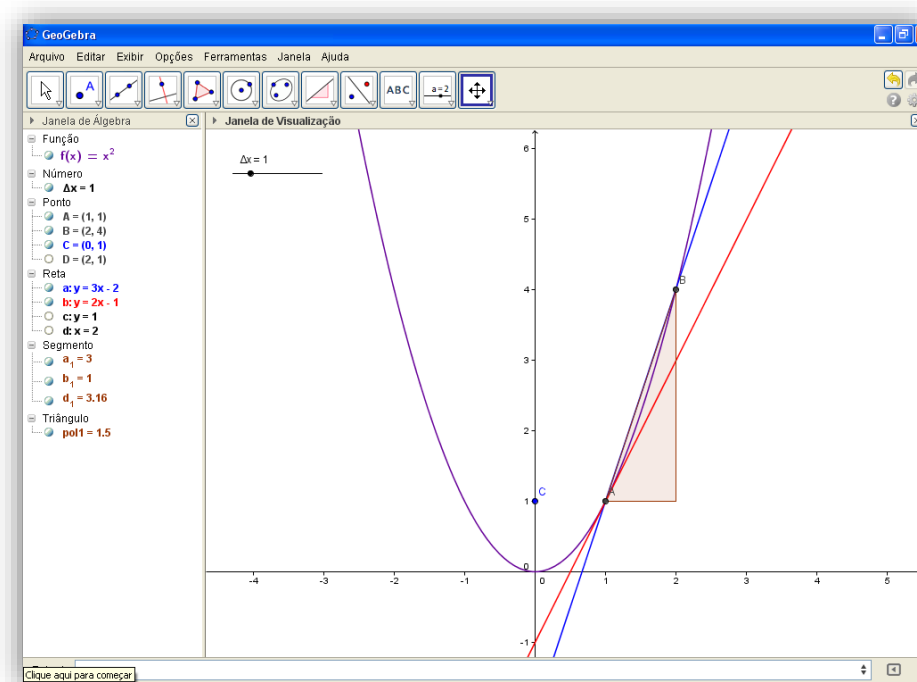 GeoGebra
Arquivo Editar Exibir Opções Ferramentas Janela Ajuda
A
ABC
a=2
Janela de Álgebra
Função
f(x) = x²
Número
Δx = 1
Ponto
A = (1, 1)
B = (2, 4)
C = (0, 1)
D = (2, 1)
Reta
a: y = 3x - 2
b: y = 2x - 1
c: y = 1
d: x = 2
Segmento
a₁ = 3
b₁ = 1
d₁ = 3.16
Triângulo
pol1 = 1.5
Janela de Visualização
Δx = 1
6
5
B
4
3
2
C
A
1
0
-4 -3 -2 -1 0 1 2 3 4 5
-1
Clique aqui para começar